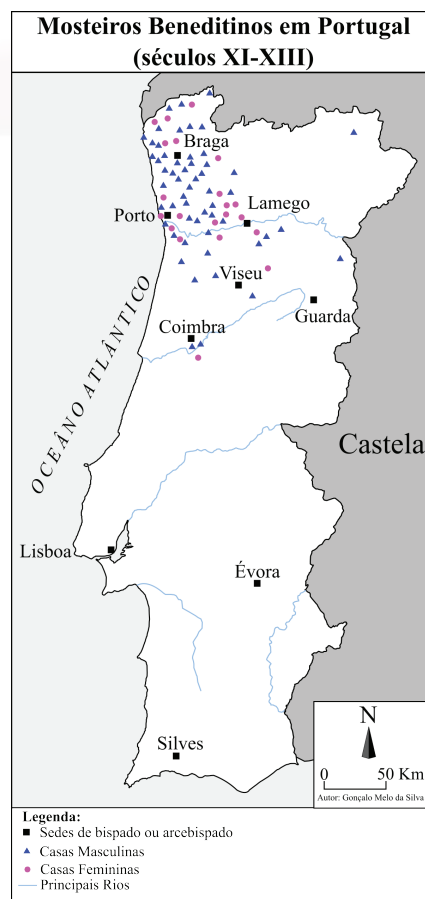 Mosteiros Beneditinos em Portugal
(séculos XI-XIII)
Braga
Porto
Lamego
Viseu
Guarda
Coimbra
OCEÂNO ATLÂNTICO
Castela
Lisboa
Évora
Silves
N
0 50 Km
Autor: Gonçalo Melo da Silva
Legenda:
Sedes de bispado ou arcebispado
Casas Masculinas
Casas Femininas
Principais Rios